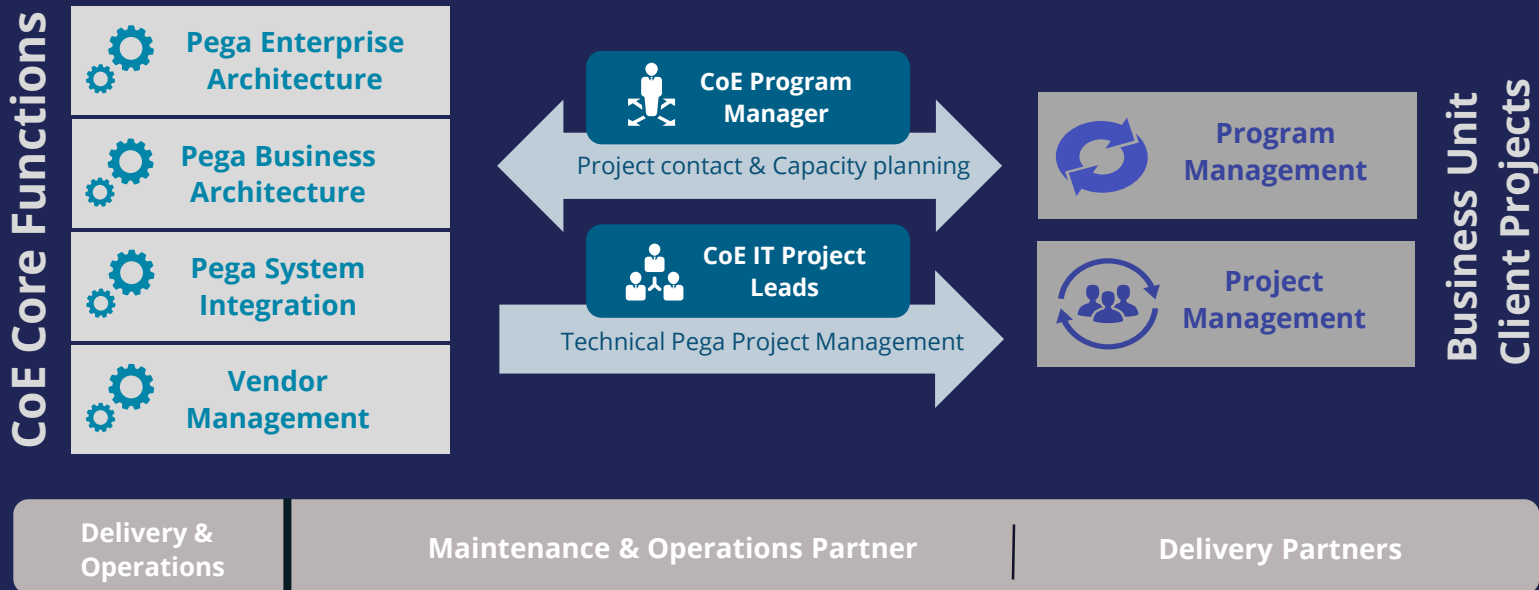 CoE Core Functions
Pega Enterprise
Architecture
Pega Business
Architecture
Pega System
Integration
Vendor
Management
CoE Program
Manager
Project contact & Capacity planning
CoE IT Project
Leads
Technical Pega Project Management
Program
Management
Project
Management
Business Unit
Client Projects
Delivery &
Operations
Maintenance & Operations Partner
Delivery Partners